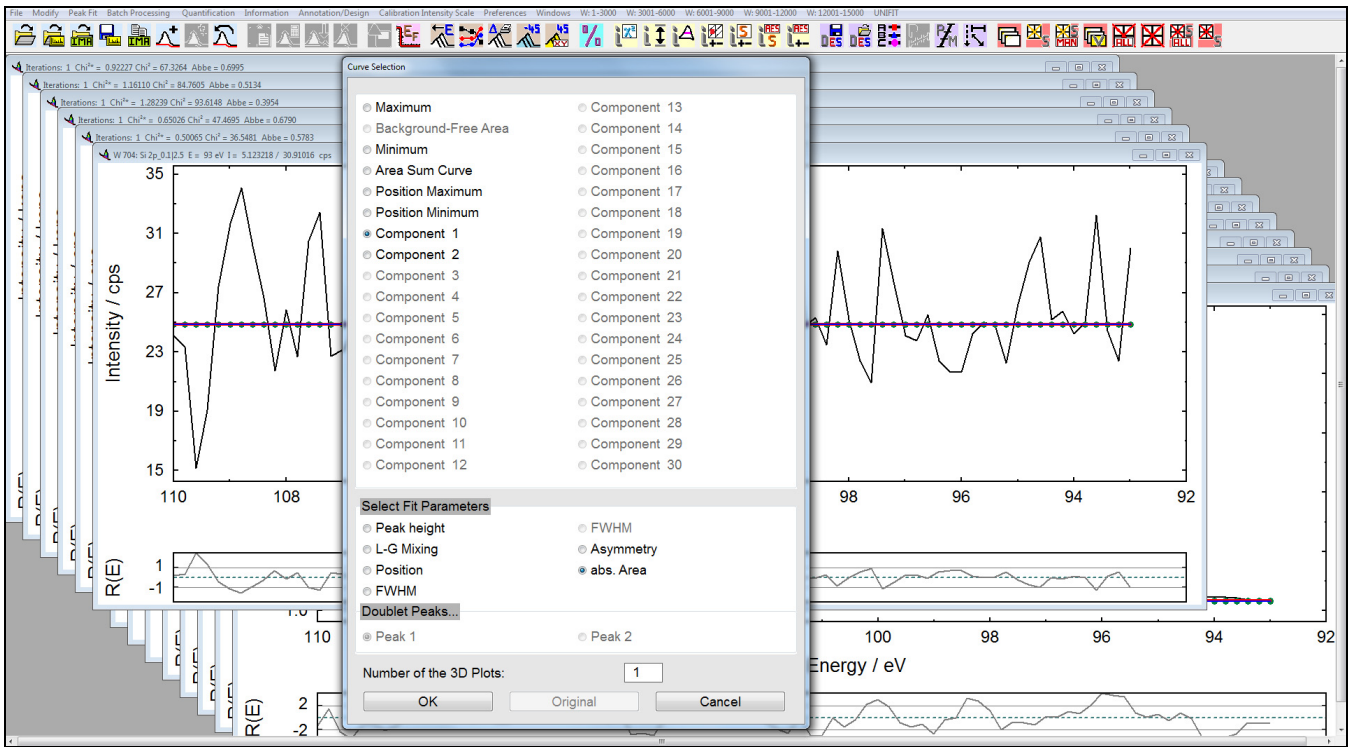 File Modify Peak Fit Batch Processing Quantification Information Annotation/Design Calibration Intensity Scale Preferences Windows W: 1-3000 W: 3001-6000 W: 6001-9000 W: 9001-12000 W: 12001-15000 UNIFIT
Iterations: 1 Chi²* = 0.92227 Chi² = 67.3264 Abbe = 0.6995
Iterations: 1 Chi²* = 1.16110 Chi² = 84.7605 Abbe = 0.5134
Iterations: 1 Chi²* = 1.28239 Chi² = 93.6148 Abbe = 0.3954
Iterations: 1 Chi²* = 0.65026 Chi² = 47.4695 Abbe = 0.6790
Iterations: 1 Chi²* = 0.50065 Chi² = 36.5481 Abbe = 0.5783
W 704: Si 2p_0.1|2.5 E = 93 eV I = 5.123218 / 30.91016 cps
Curve Selection
Maximum
Background-Free Area
Minimum
Area Sum Curve
Position Maximum
Position Minimum
Component 1
Component 2
Component 3
Component 4
Component 5
Component 6
Component 7
Component 8
Component 9
Component 10
Component 11
Component 12
Component 13
Component 14
Component 15
Component 16
Component 17
Component 18
Component 19
Component 20
Component 21
Component 22
Component 23
Component 24
Component 25
Component 26
Component 27
Component 28
Component 29
Component 30
Select Fit Parameters
Peak height
L-G Mixing
Position
FWHM
FWHM
Asymmetry
abs. Area
Doublet Peaks...
Peak 1
Peak 2
Number of the 3D Plots: 1
OK Original Cancel
Intensity / cps
35
31
27
23
19
15
110 108 98 96 94 92
R(E)
1
-1
1.0
110 100 98 96 94 92
Energy / eV
R(E)
2
-2